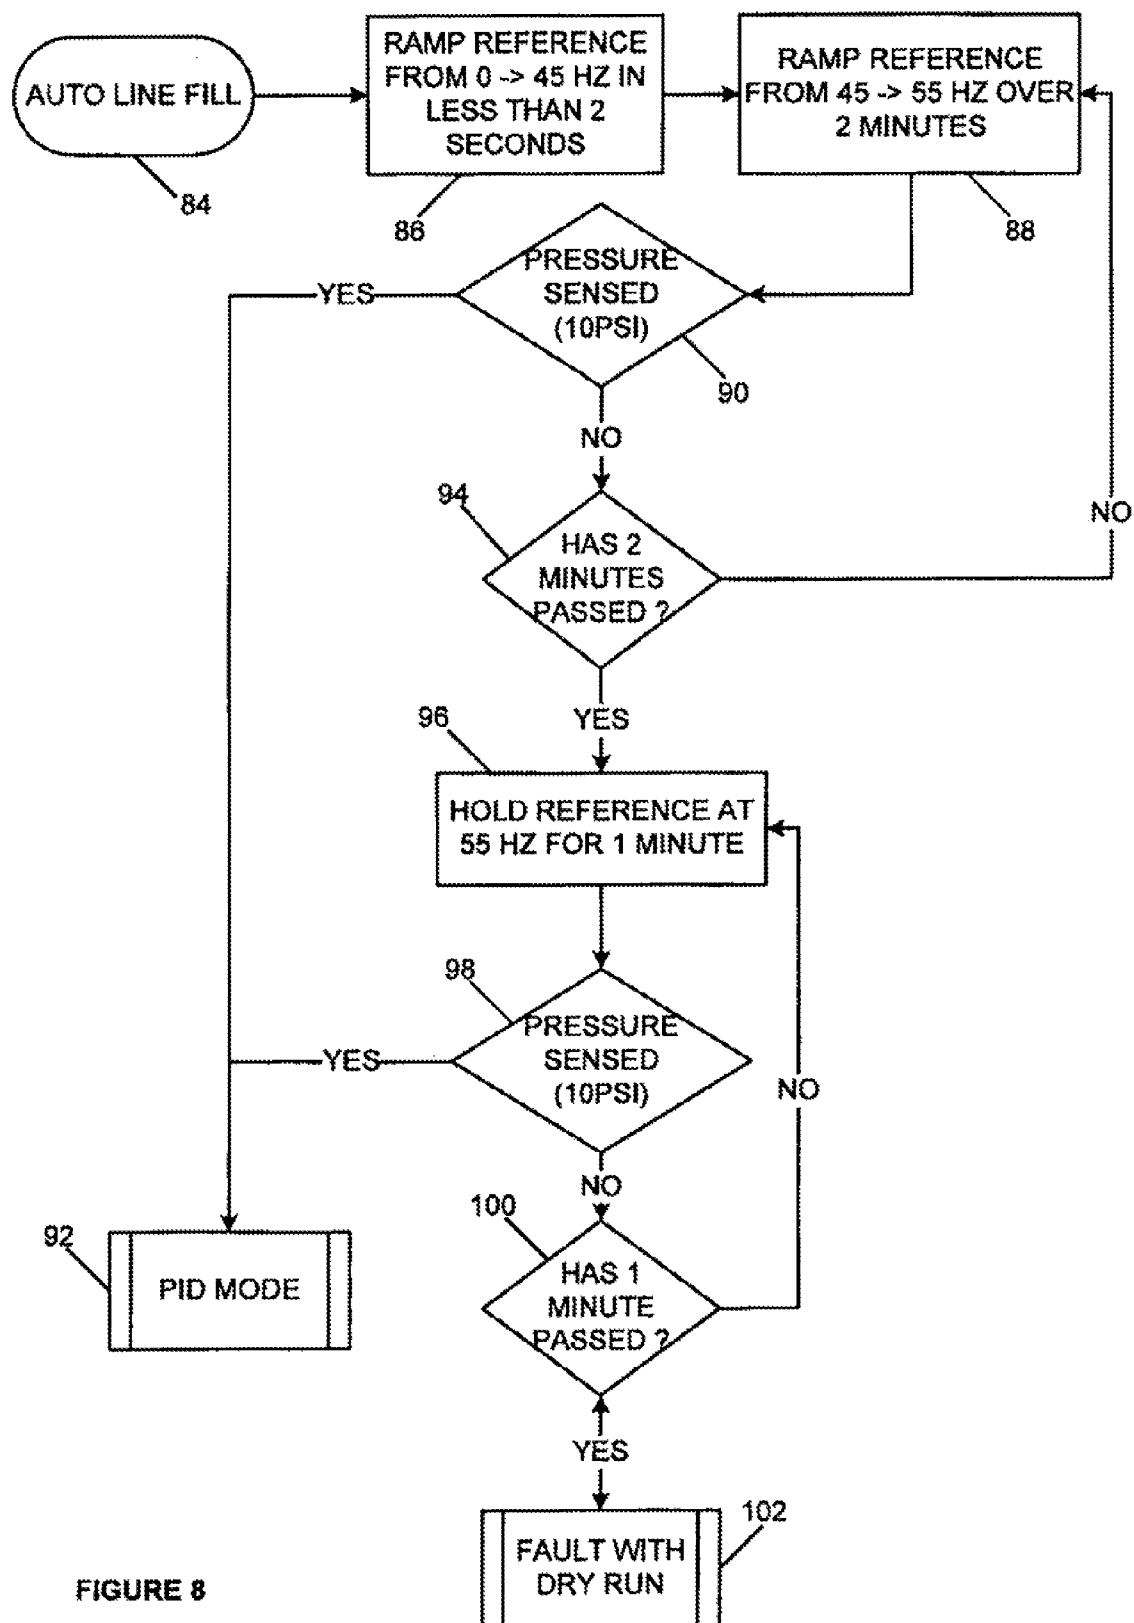 AUTO LINE FILL
84
RAMP REFERENCE
FROM 0 -> 45 HZ IN
LESS THAN 2
SECONDS
86
RAMP REFERENCE
FROM 45 -> 55 HZ OVER
2 MINUTES
88
PRESSURE
SENSED
(10PSI)
90
YES
NO
94
HAS 2
MINUTES
PASSED ?
NO
YES
96
HOLD REFERENCE AT
55 HZ FOR 1 MINUTE
98
PRESSURE
SENSED
(10PSI)
YES
NO
NO
92
PID MODE
100
HAS 1
MINUTE
PASSED ?
YES
102
FAULT WITH
DRY RUN
FIGURE 8